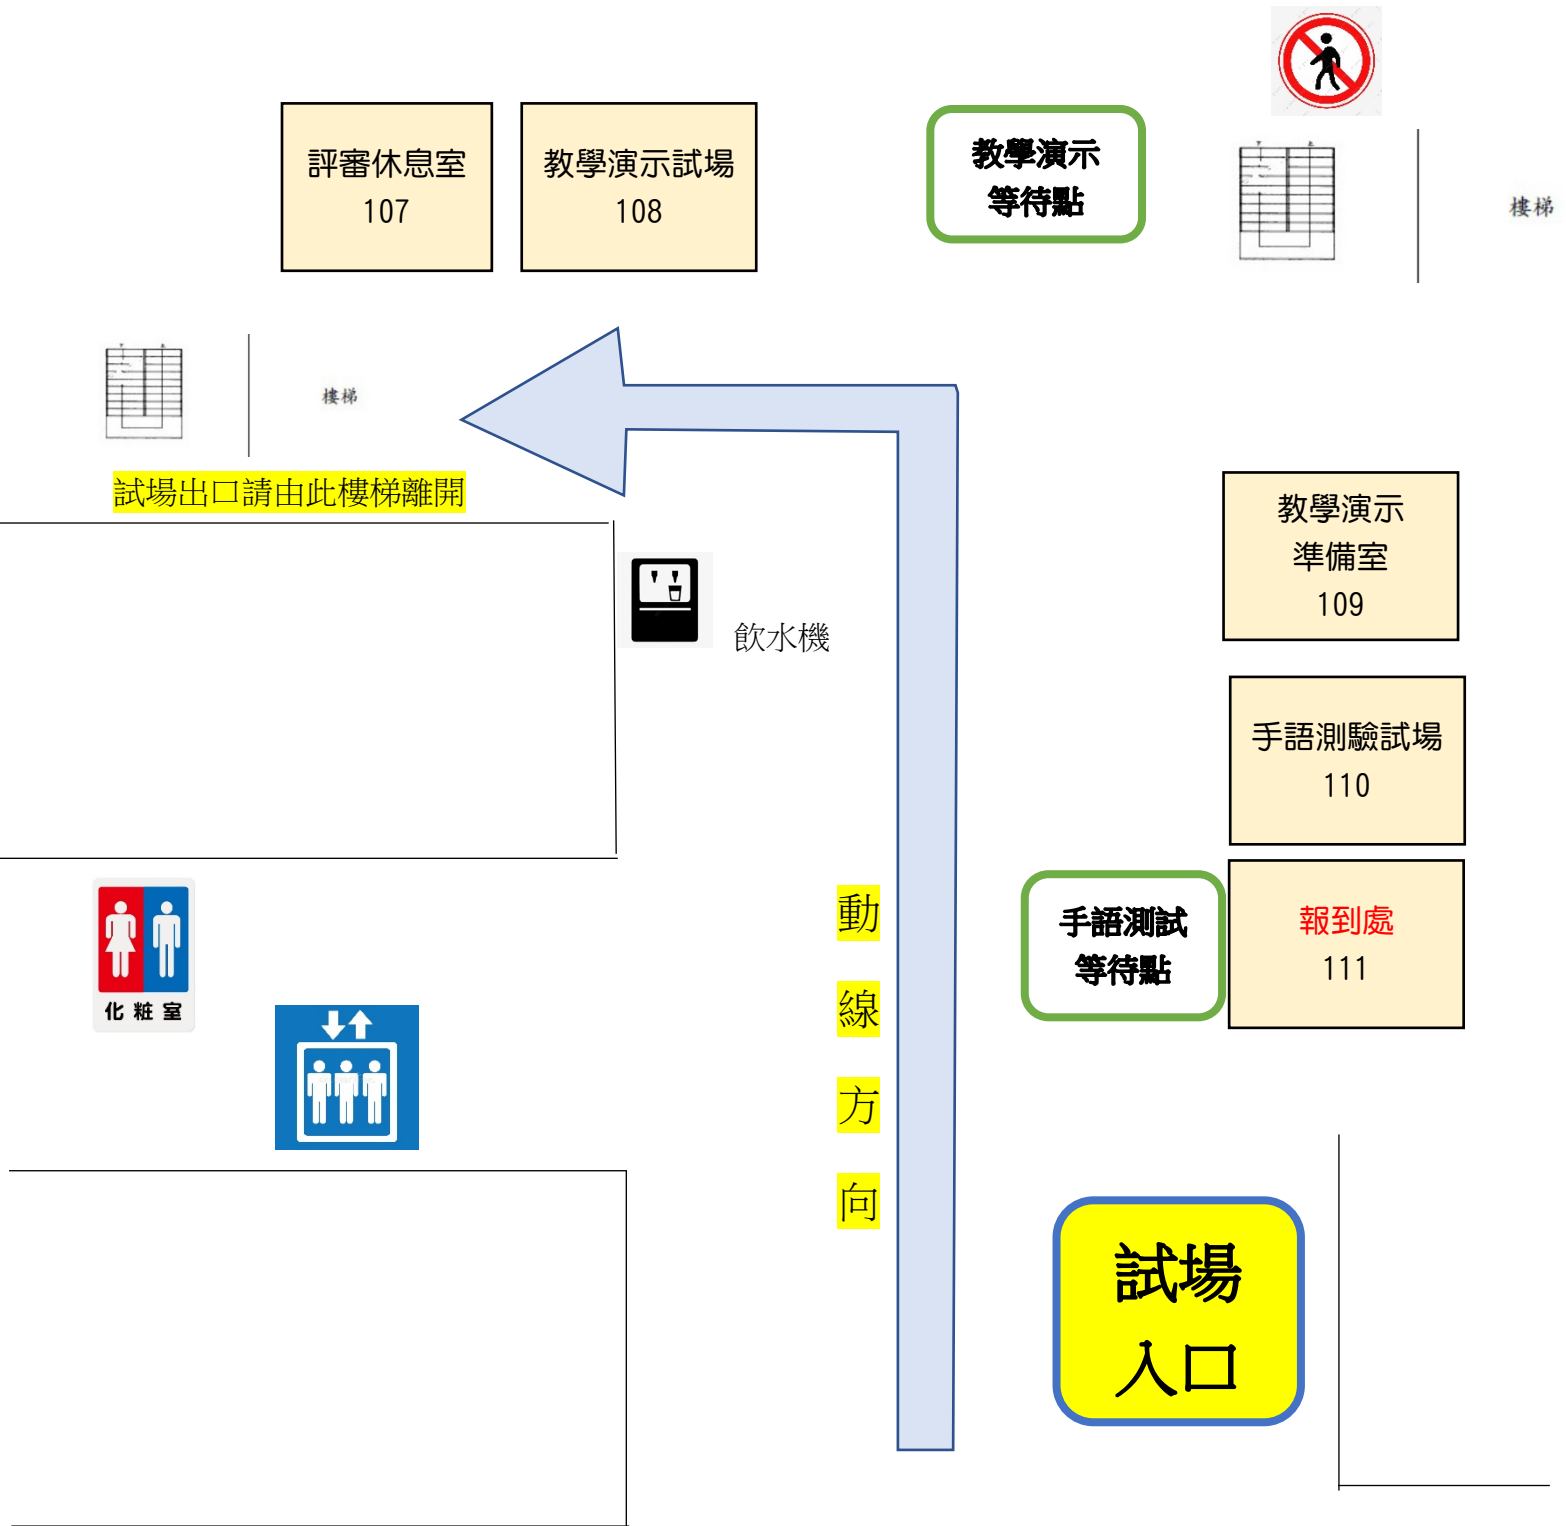 評審休息室
107
教學演示試場
108
教學演示
等待點
樓梯
樓梯
試場出口請由此樓梯離開
教學演示
準備室
109
飲水機
手語測驗試場
110
手語測試
等待點
報到處
111
化粧室
動
線
方
向
試場
入口